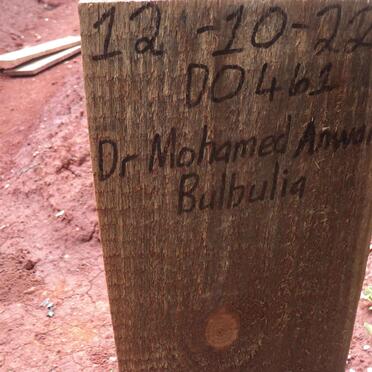 12 -10-22
D0461
Dr Mohamed Anwar
Bulbulia